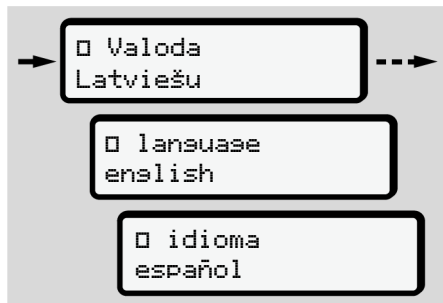 □ Valoda
Latviešu
□ language
english
□ idioma
español